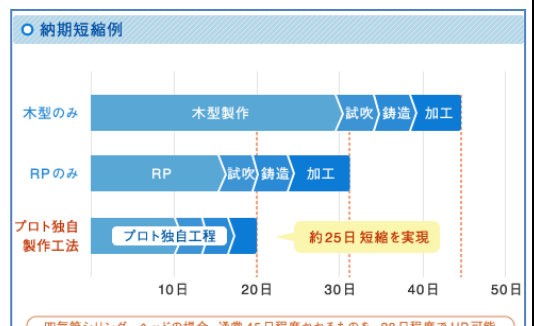 納期短縮例
木型のみ
木型製作
試吹
鋳造
加工
RPのみ
RP
試吹
鋳造
加工
プロト独自
製作工法
プロト独自工程
約25日 短縮を実現
10日
20日
30日
40日
50日